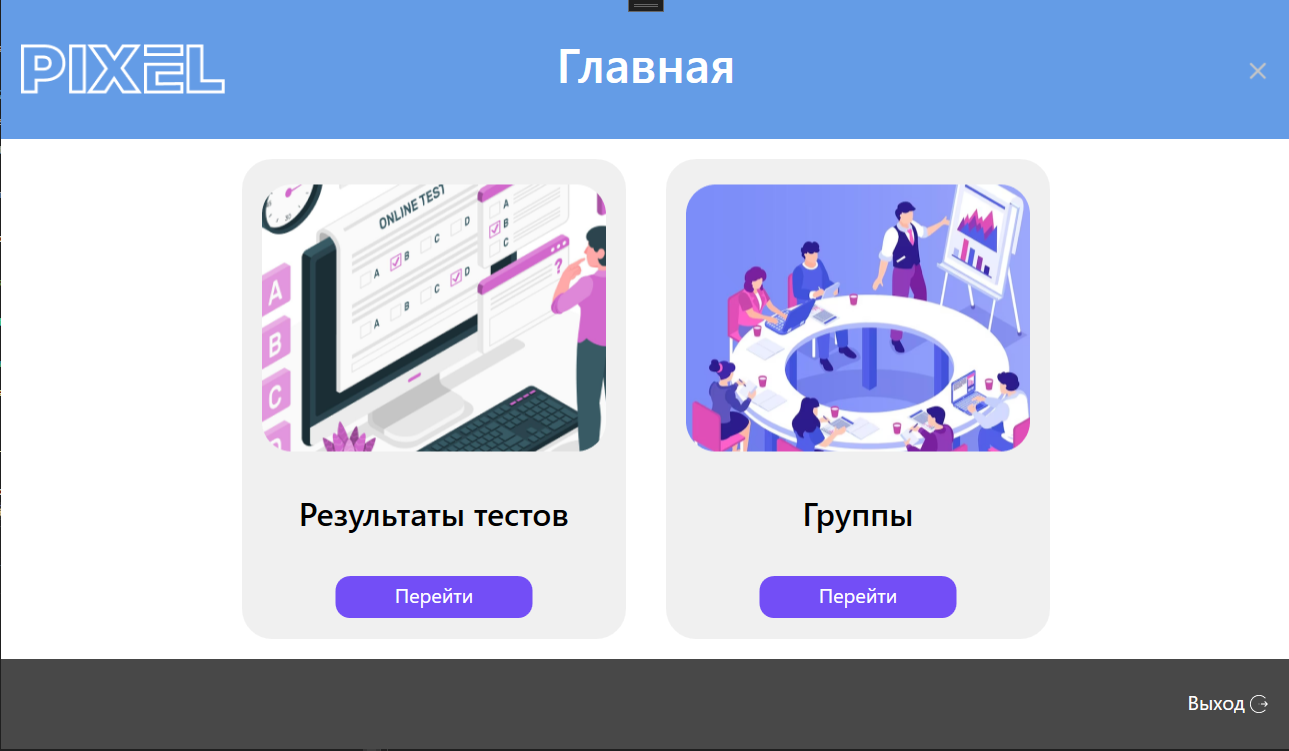 PIXEL
Главная
ONLINE TEST
A B C D
A B C D
A
A
B
C
?
A
B
C
Результаты тестов
Группы
Перейти
Перейти
Выход